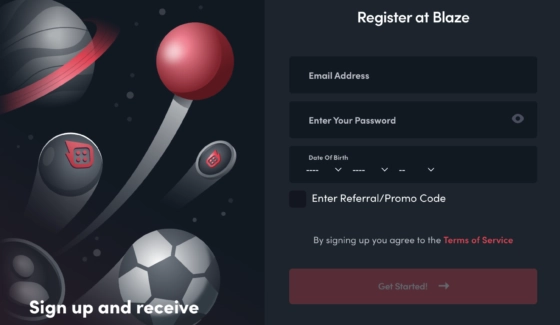 Register at Blaze
Email Address
Enter Your Password
Date Of Birth
---- ---- --
Enter Referral/Promo Code
By signing up you agree to the Terms of Service
Get Started!
Sign up and receive